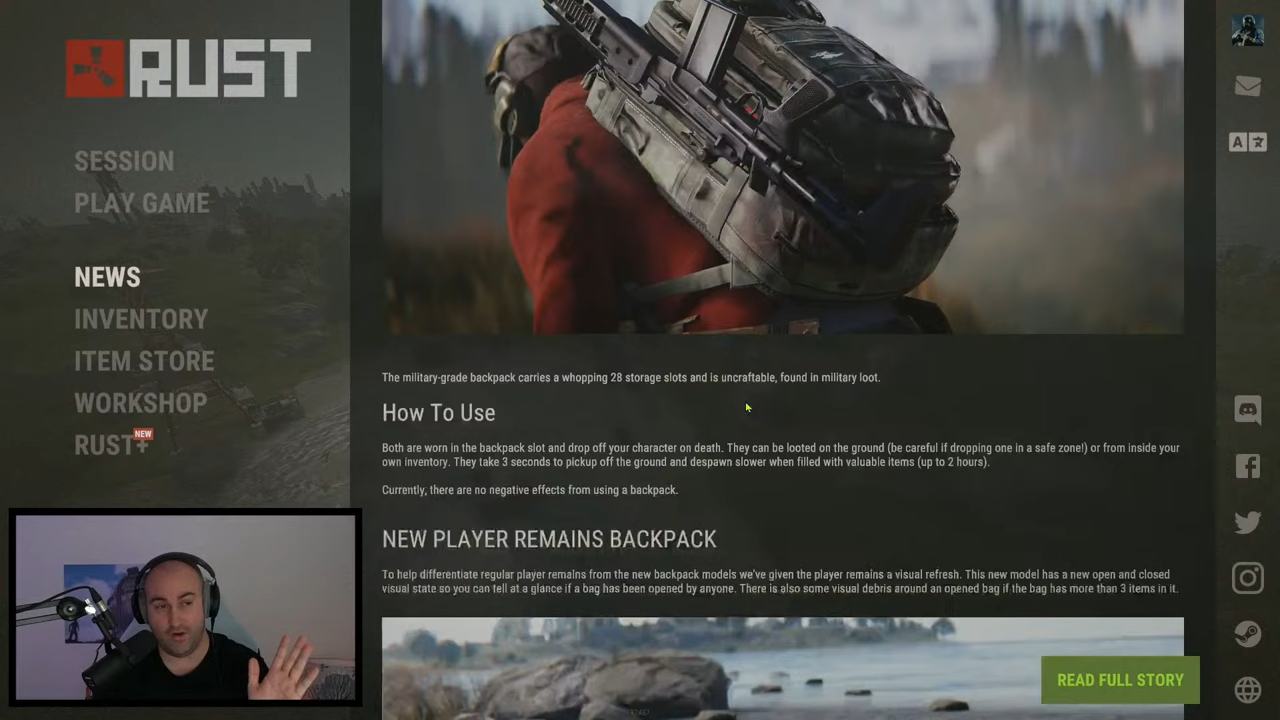 RUST
SESSION
PLAY GAME
NEWS
INVENTORY
ITEM STORE
WORKSHOP
RUST+
NEW
The military-grade backpack carries a whopping 28 storage slots and is uncraftable, found in military loot.
How To Use
Both are worn in the backpack slot and drop off your character on death. They can be looted on the ground (be careful if dropping one in a safe zone!) or from inside your
own inventory. They take 3 seconds to pickup off the ground and despawn slower when filled with valuable items (up to 2 hours).
Currently, there are no negative effects from using a backpack.
NEW PLAYER REMAINS BACKPACK
To help differentiate regular player remains from the new backpack models we've given the player remains a visual refresh. This new model has a new open and closed
visual state so you can tell at a glance if a bag has been opened by anyone. There is also some visual debris around an opened bag if the bag has more than 3 items in it.
READ FULL STORY
A